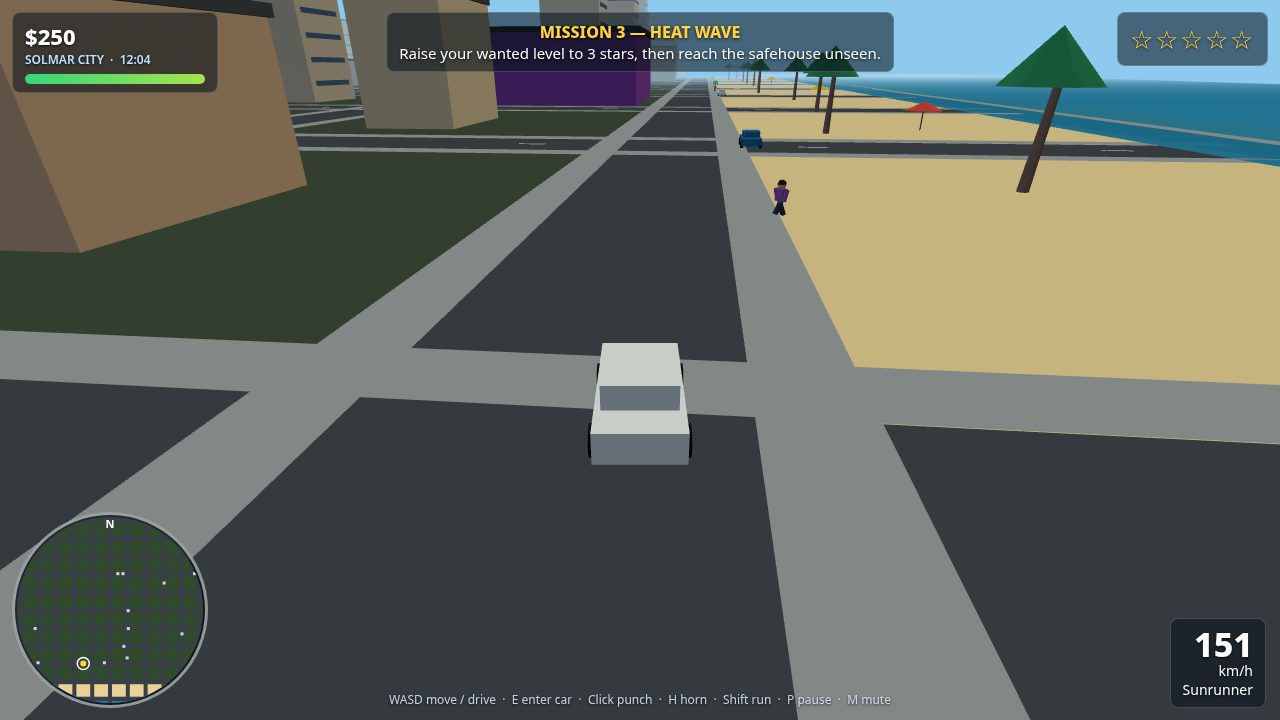 $250
SOLMAR CITY · 12:04
MISSION 3 — HEAT WAVE
Raise your wanted level to 3 stars, then reach the safehouse unseen.
N
151
km/h
Sunrunner
WASD move / drive · E enter car · Click punch · H horn · Shift run · P pause · M mute